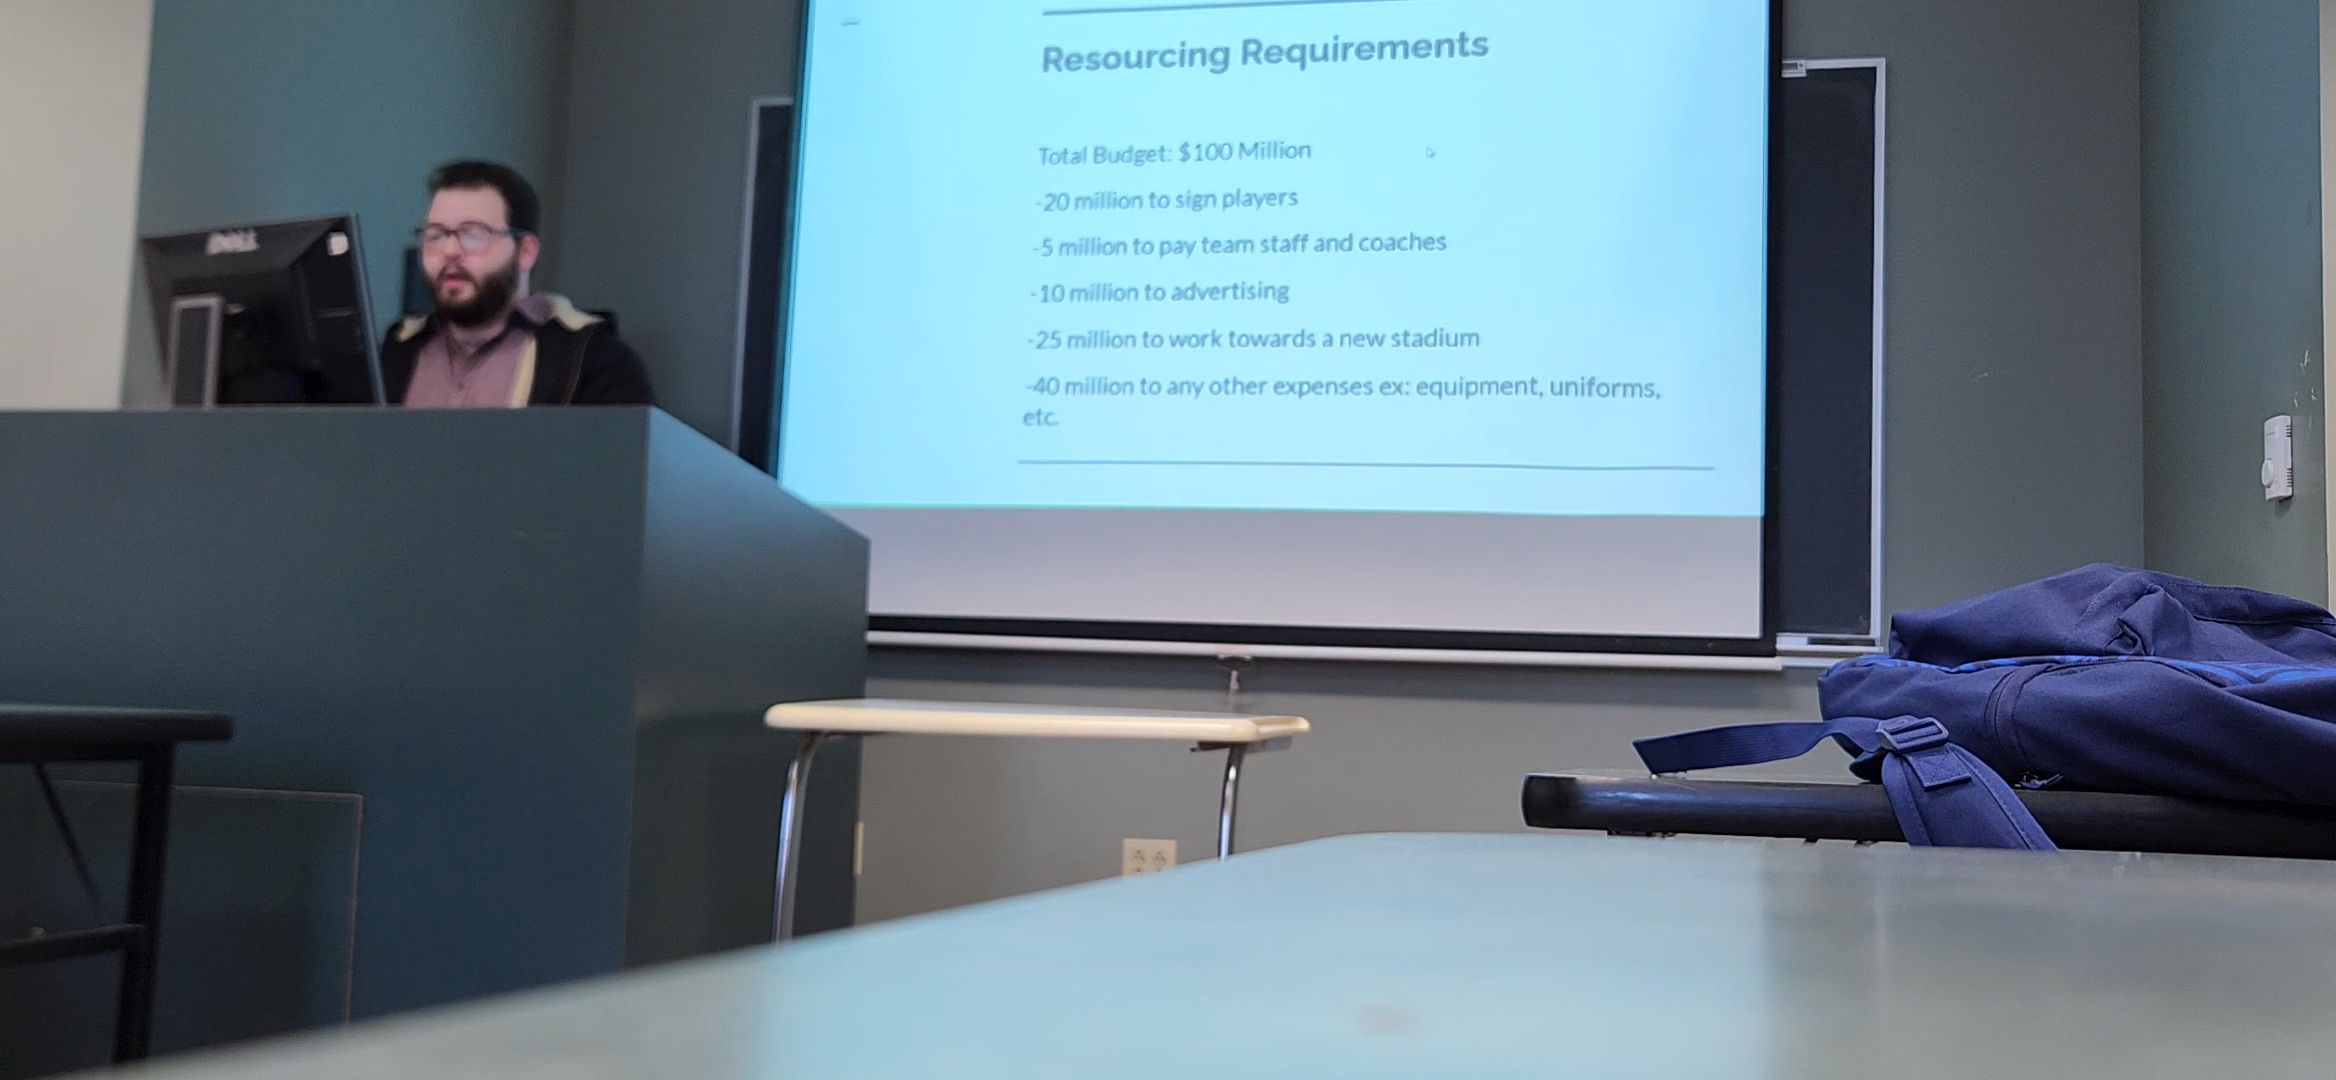 Resourcing Requirements
Total Budget: $100 Million
-20 million to sign players
-5 million to pay team staff and coaches
-10 million to advertising
-25 million to work towards a new stadium
-40 million to any other expenses ex: equipment, uniforms,
etc.
DELL